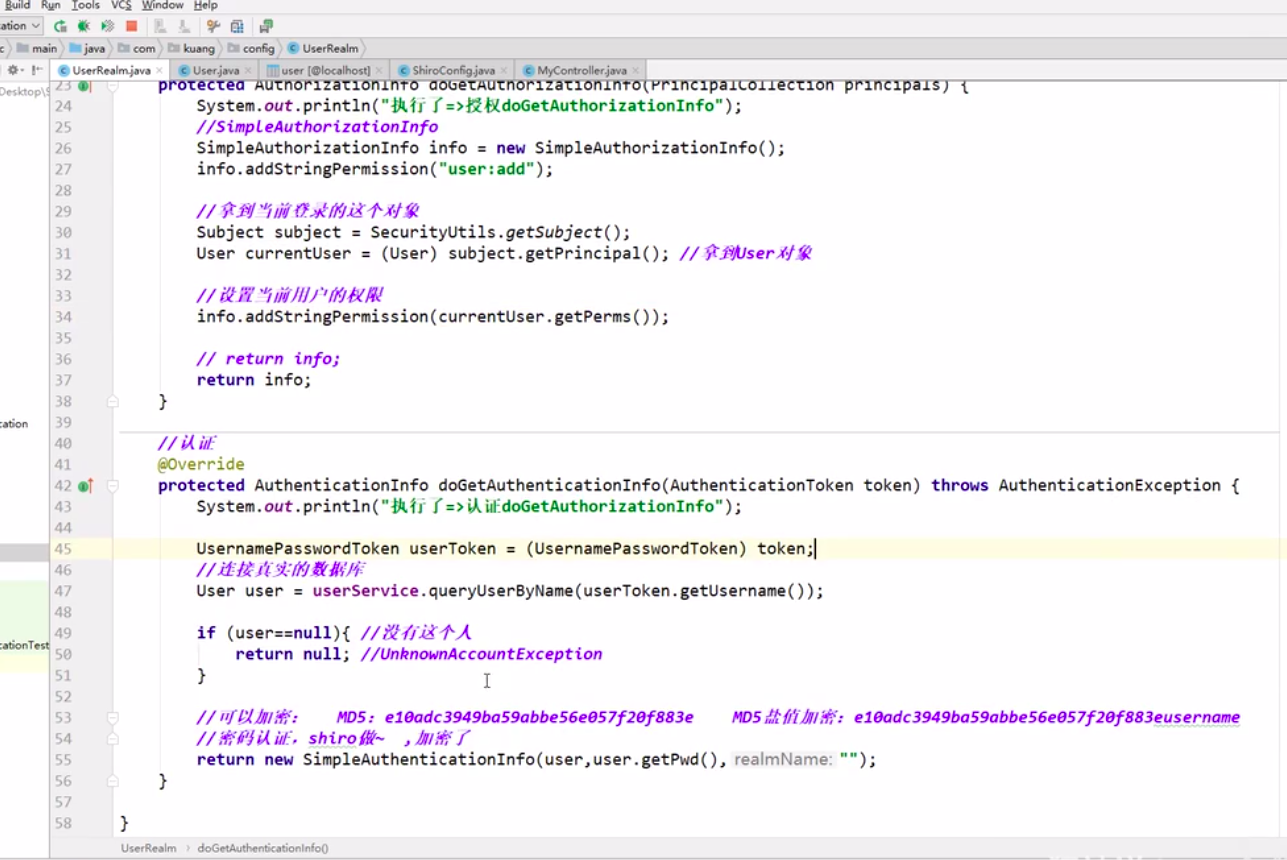 Build Run Tools VCS Window Help
ation
main java com kuang config UserRealm
UserRealm.java User.java user [@localhost] ShiroConfig.java MyController.java
Desktop\S
23 protected AuthorizationInfo doGetAuthorizationInfo(PrincipalCollection principals) {
24 System.out.println("执行了=>授权doGetAuthorizationInfo");
25 //SimpleAuthorizationInfo
26 SimpleAuthorizationInfo info = new SimpleAuthorizationInfo();
27 info.addStringPermission("user:add");
28
29 //拿到当前登录的这个对象
30 Subject subject = SecurityUtils.getSubject();
31 User currentUser = (User) subject.getPrincipal(); //拿到User对象
32
33 //设置当前用户的权限
34 info.addStringPermission(currentUser.getPerms());
35
36 // return info;
37 return info;
38 }
39
cation
40 //认证
41 @Override
42 protected AuthenticationInfo doGetAuthenticationInfo(AuthenticationToken token) throws AuthenticationException {
43 System.out.println("执行了=>认证doGetAuthorizationInfo");
44
45 UsernamePasswordToken userToken = (UsernamePasswordToken) token;
46 //连接真实的数据库
47 User user = userService.queryUserByName(userToken.getUsername());
48
49 if (user==null){ //没有这个人
50 return null; //UnknownAccountException
cationTest
51 }
52
53 //可以加密: MD5: e10adc3949ba59abbe56e057f20f883e MD5盐值加密: e10adc3949ba59abbe56e057f20f883eusername
54 //密码认证, shiro做~ ,加密了
55 return new SimpleAuthenticationInfo(user,user.getPwd(), realmName: "");
56 }
57
58 }
UserRealm › doGetAuthenticationInfo()